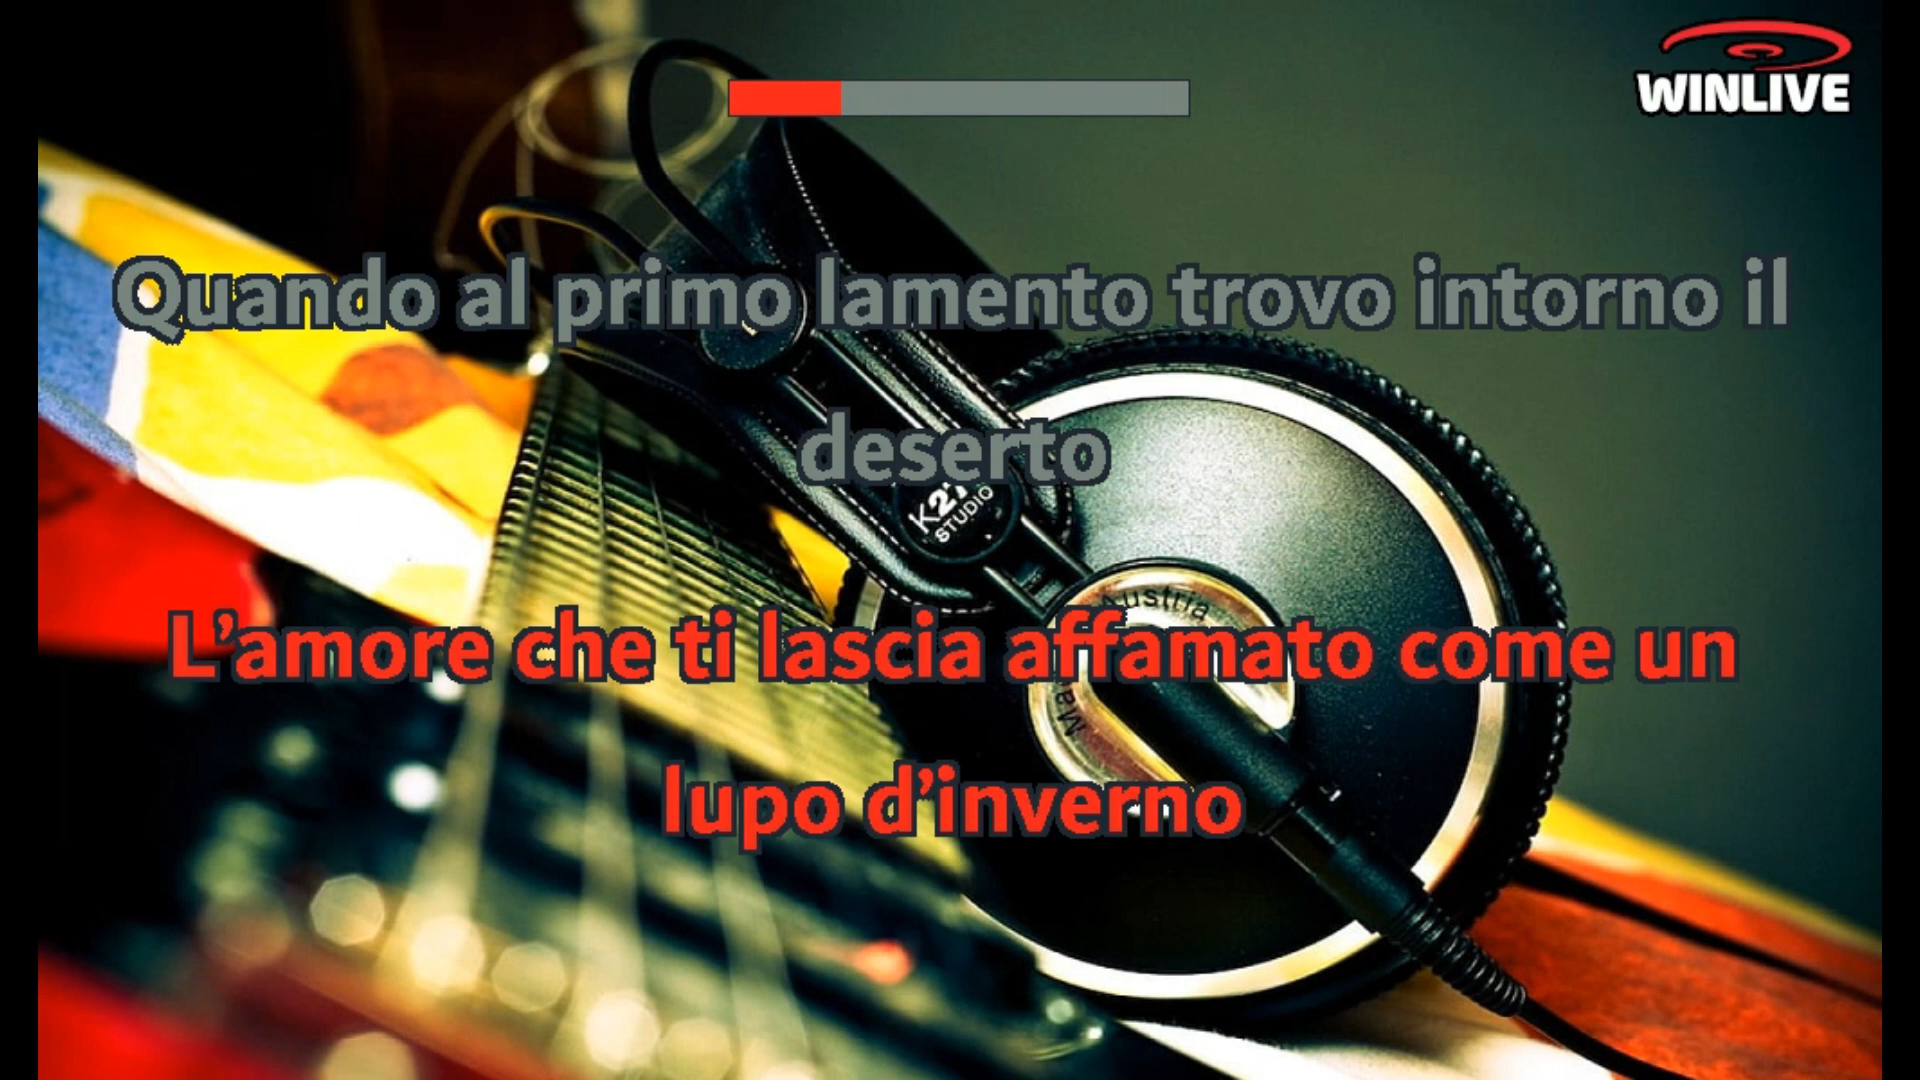 WINLIVE
Quando al primo lamento trovo intorno il
deserto
K27
STUDIO
Austria
L’amore che ti lascia affamato come un
lupo d’inverno